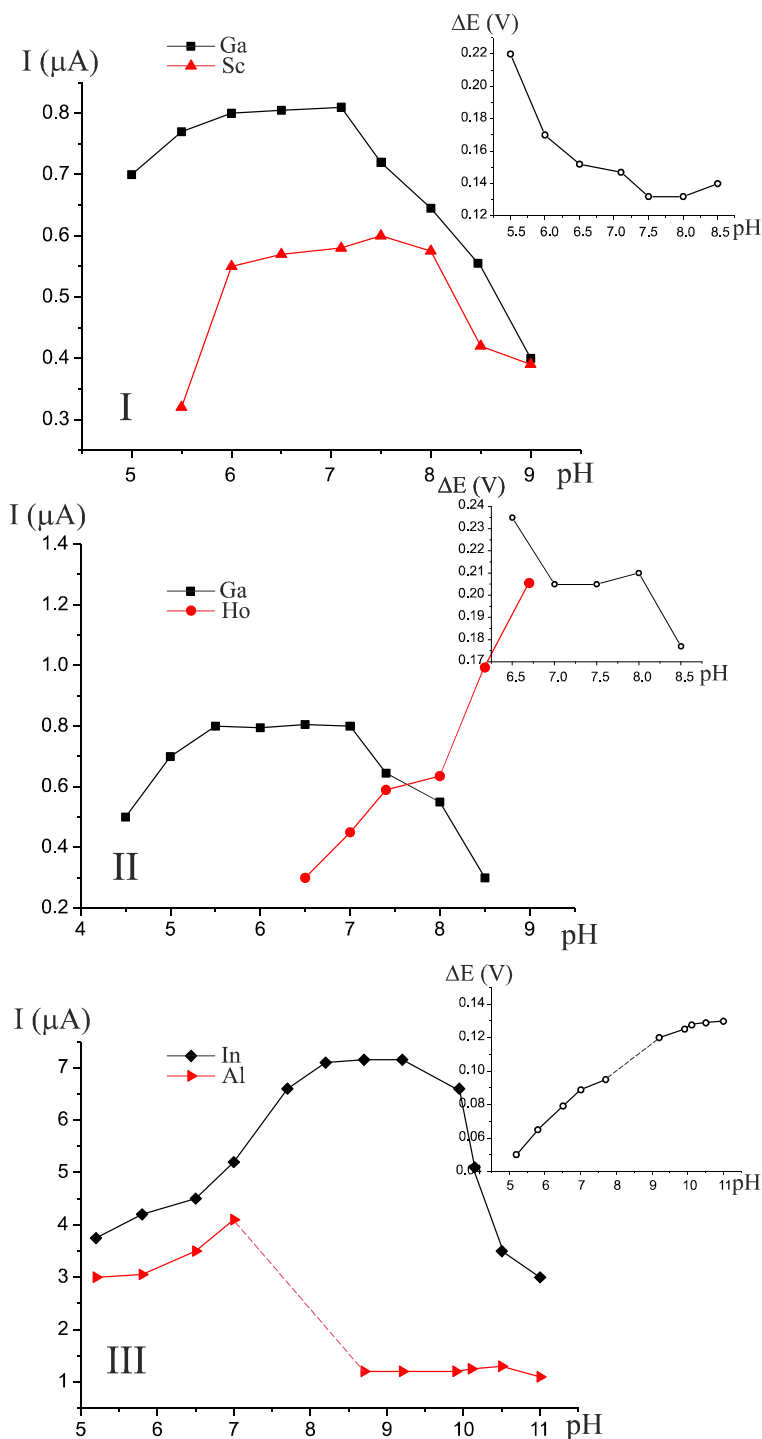 I (μA)
Ga
Sc
0.8
0.7
0.6
0.5
0.4
0.3
I
5 6 7 8 9 pH
ΔE (V)
0.22
0.20
0.18
0.16
0.14
0.12
5.5 6.0 6.5 7.0 7.5 8.0 8.5 pH
I (μA)
1.4
1.2
1.0
0.8
0.6
0.4
0.2
Ga
Ho
II
4 5 6 7 8 9 pH
ΔE (V)
0.24
0.23
0.22
0.21
0.20
0.19
0.18
0.17
6.5 7.0 7.5 8.0 8.5 pH
I (μA)
In
Al
7
6
5
4
3
2
1
III
5 6 7 8 9 10 11 pH
ΔE (V)
0.14
0.12
0.10
0.08
0.06
0.04
5 6 7 8 9 10 11 pH